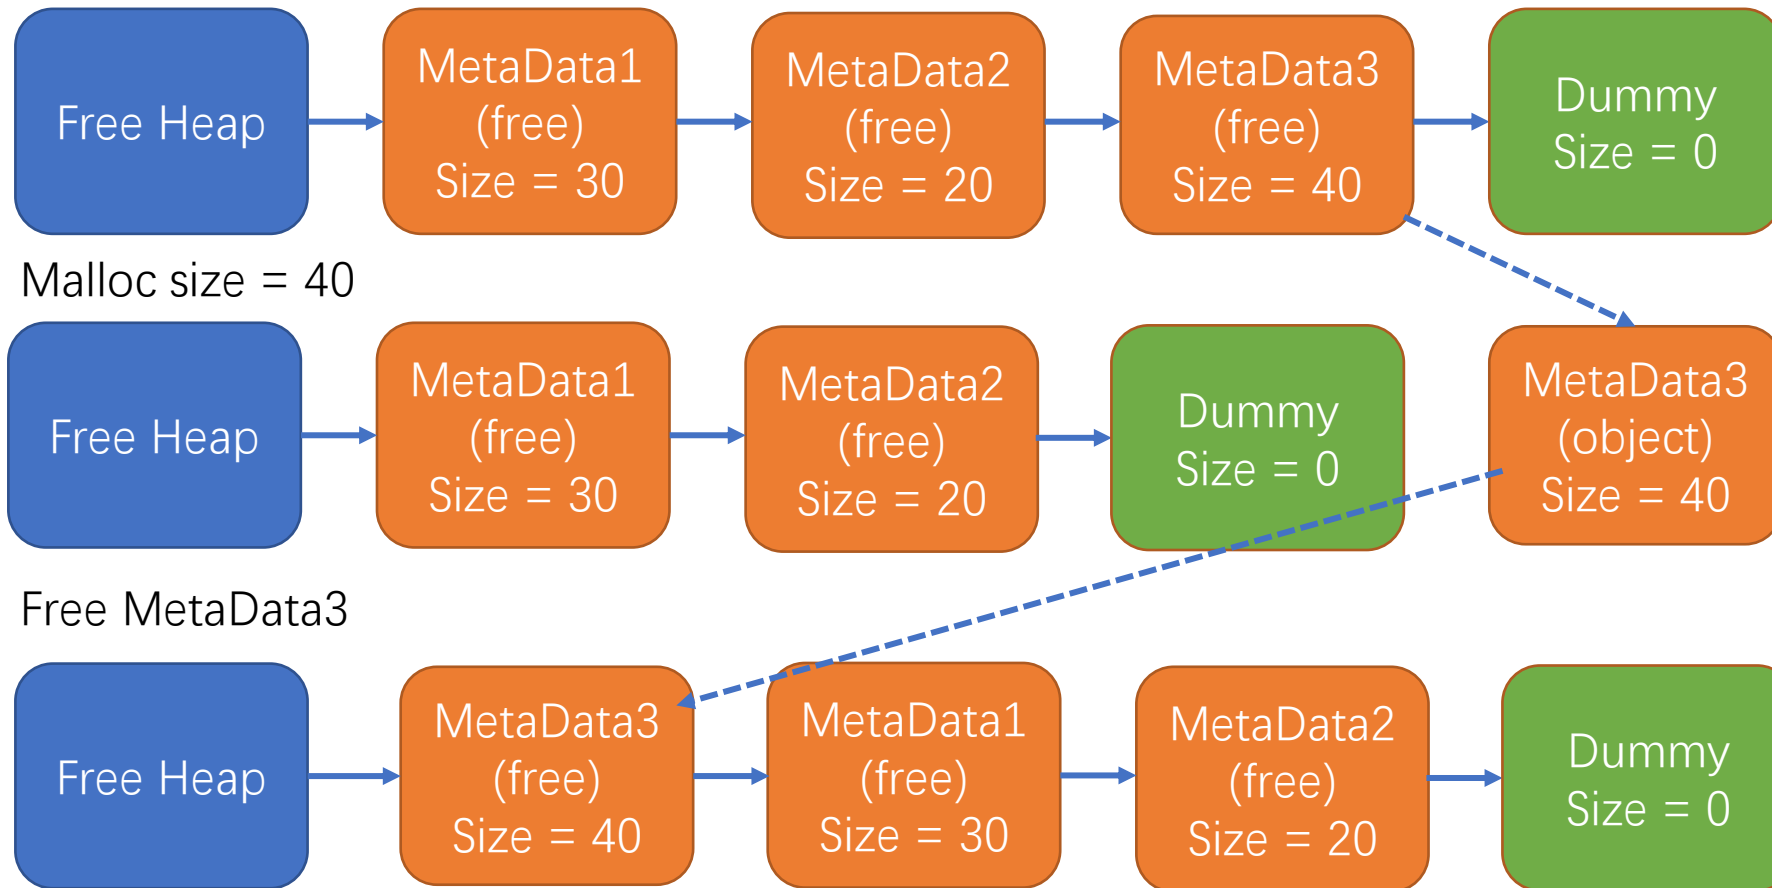 Free Heap
MetaData1
(free)
Size = 30
MetaData2
(free)
Size = 20
MetaData3
(free)
Size = 40
Dummy
Size = 0
Malloc size = 40
Free Heap
MetaData1
(free)
Size = 30
MetaData2
(free)
Size = 20
Dummy
Size = 0
MetaData3
(object)
Size = 40
Free MetaData3
Free Heap
MetaData3
(free)
Size = 40
MetaData1
(free)
Size = 30
MetaData2
(free)
Size = 20
Dummy
Size = 0